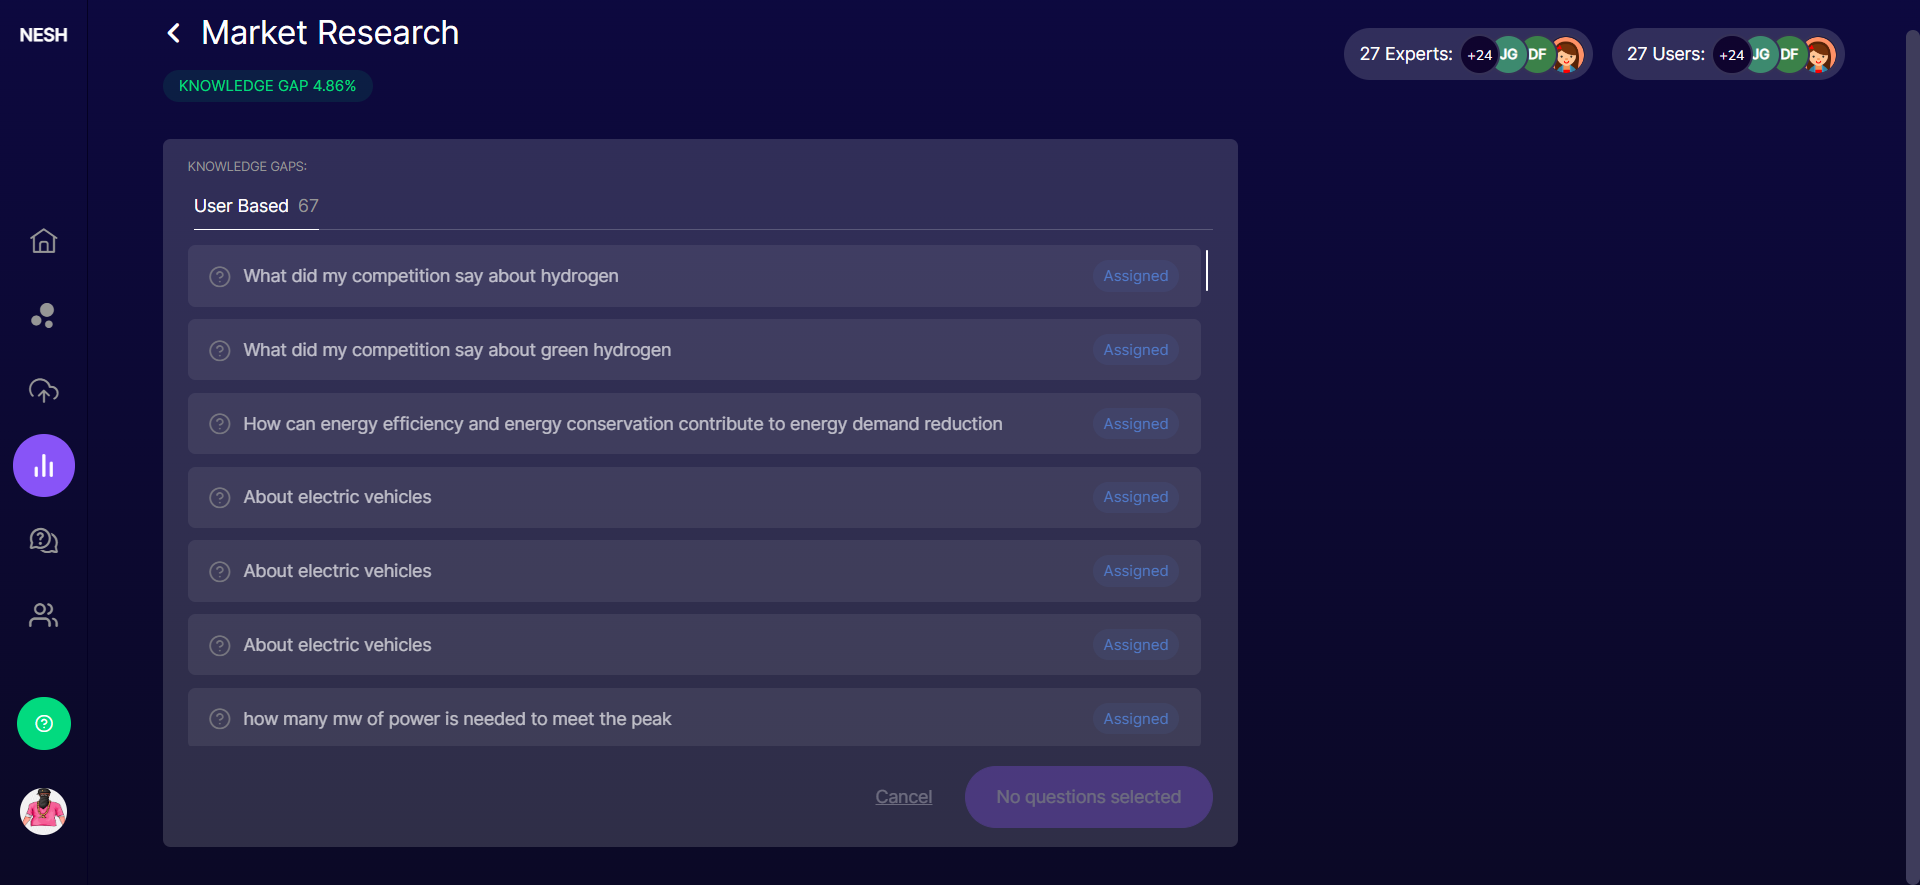 NESH
Market Research
KNOWLEDGE GAP 4.86%
27 Experts: +24 JG DF
27 Users: +24 JG DF
KNOWLEDGE GAPS:
User Based 67
What did my competition say about hydrogen Assigned
What did my competition say about green hydrogen Assigned
How can energy efficiency and energy conservation contribute to energy demand reduction Assigned
About electric vehicles Assigned
About electric vehicles Assigned
About electric vehicles Assigned
how many mw of power is needed to meet the peak Assigned
Cancel No questions selected